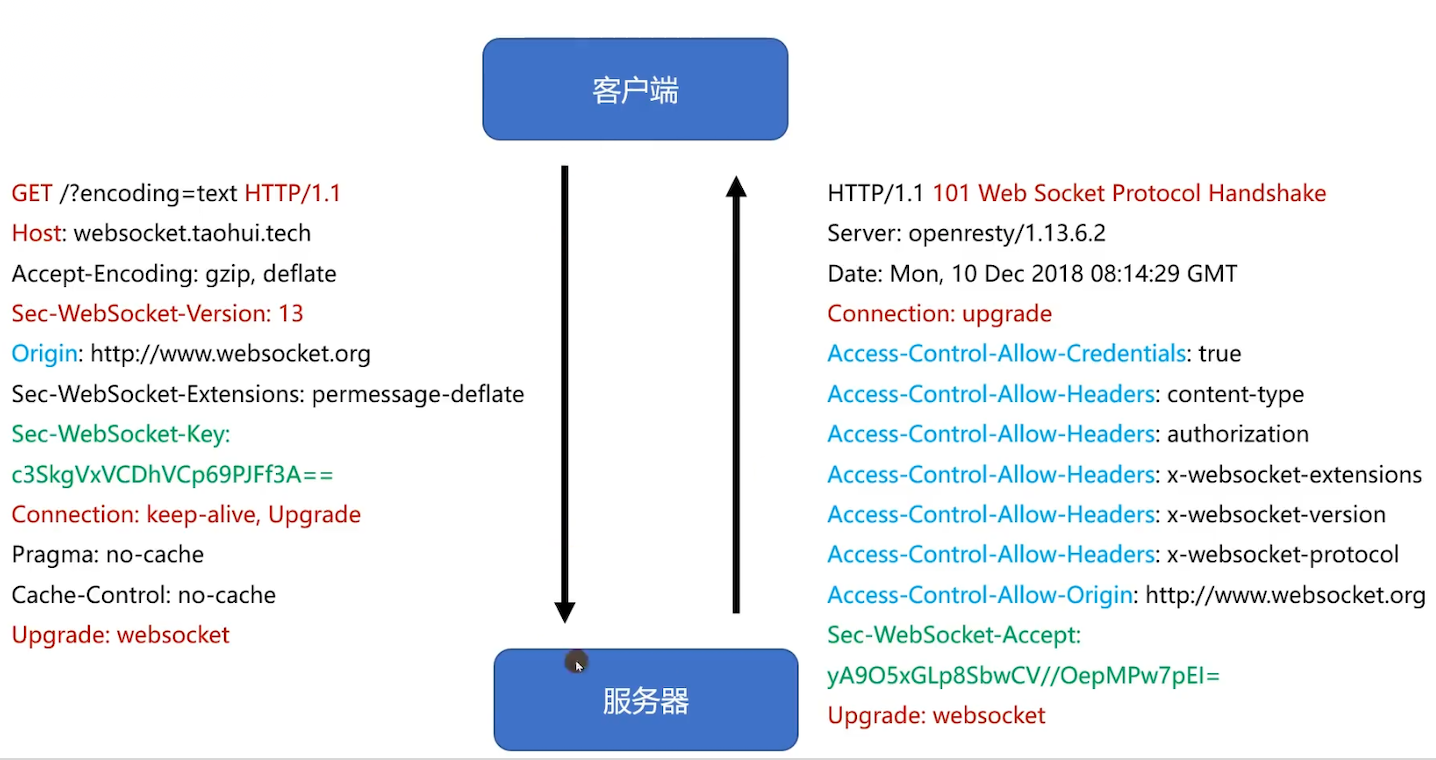 客户端
GET /?encoding=text HTTP/1.1
Host: websocket.taohui.tech
Accept-Encoding: gzip, deflate
Sec-WebSocket-Version: 13
Origin: http://www.websocket.org
Sec-WebSocket-Extensions: permessage-deflate
Sec-WebSocket-Key:
c3SkgVxVCDhVCp69PJFf3A==
Connection: keep-alive, Upgrade
Pragma: no-cache
Cache-Control: no-cache
Upgrade: websocket
HTTP/1.1 101 Web Socket Protocol Handshake
Server: openresty/1.13.6.2
Date: Mon, 10 Dec 2018 08:14:29 GMT
Connection: upgrade
Access-Control-Allow-Credentials: true
Access-Control-Allow-Headers: content-type
Access-Control-Allow-Headers: authorization
Access-Control-Allow-Headers: x-websocket-extensions
Access-Control-Allow-Headers: x-websocket-version
Access-Control-Allow-Headers: x-websocket-protocol
Access-Control-Allow-Origin: http://www.websocket.org
Sec-WebSocket-Accept:
yA9O5xGLp8SbwCV//OepMPw7pEI=
Upgrade: websocket
服务器